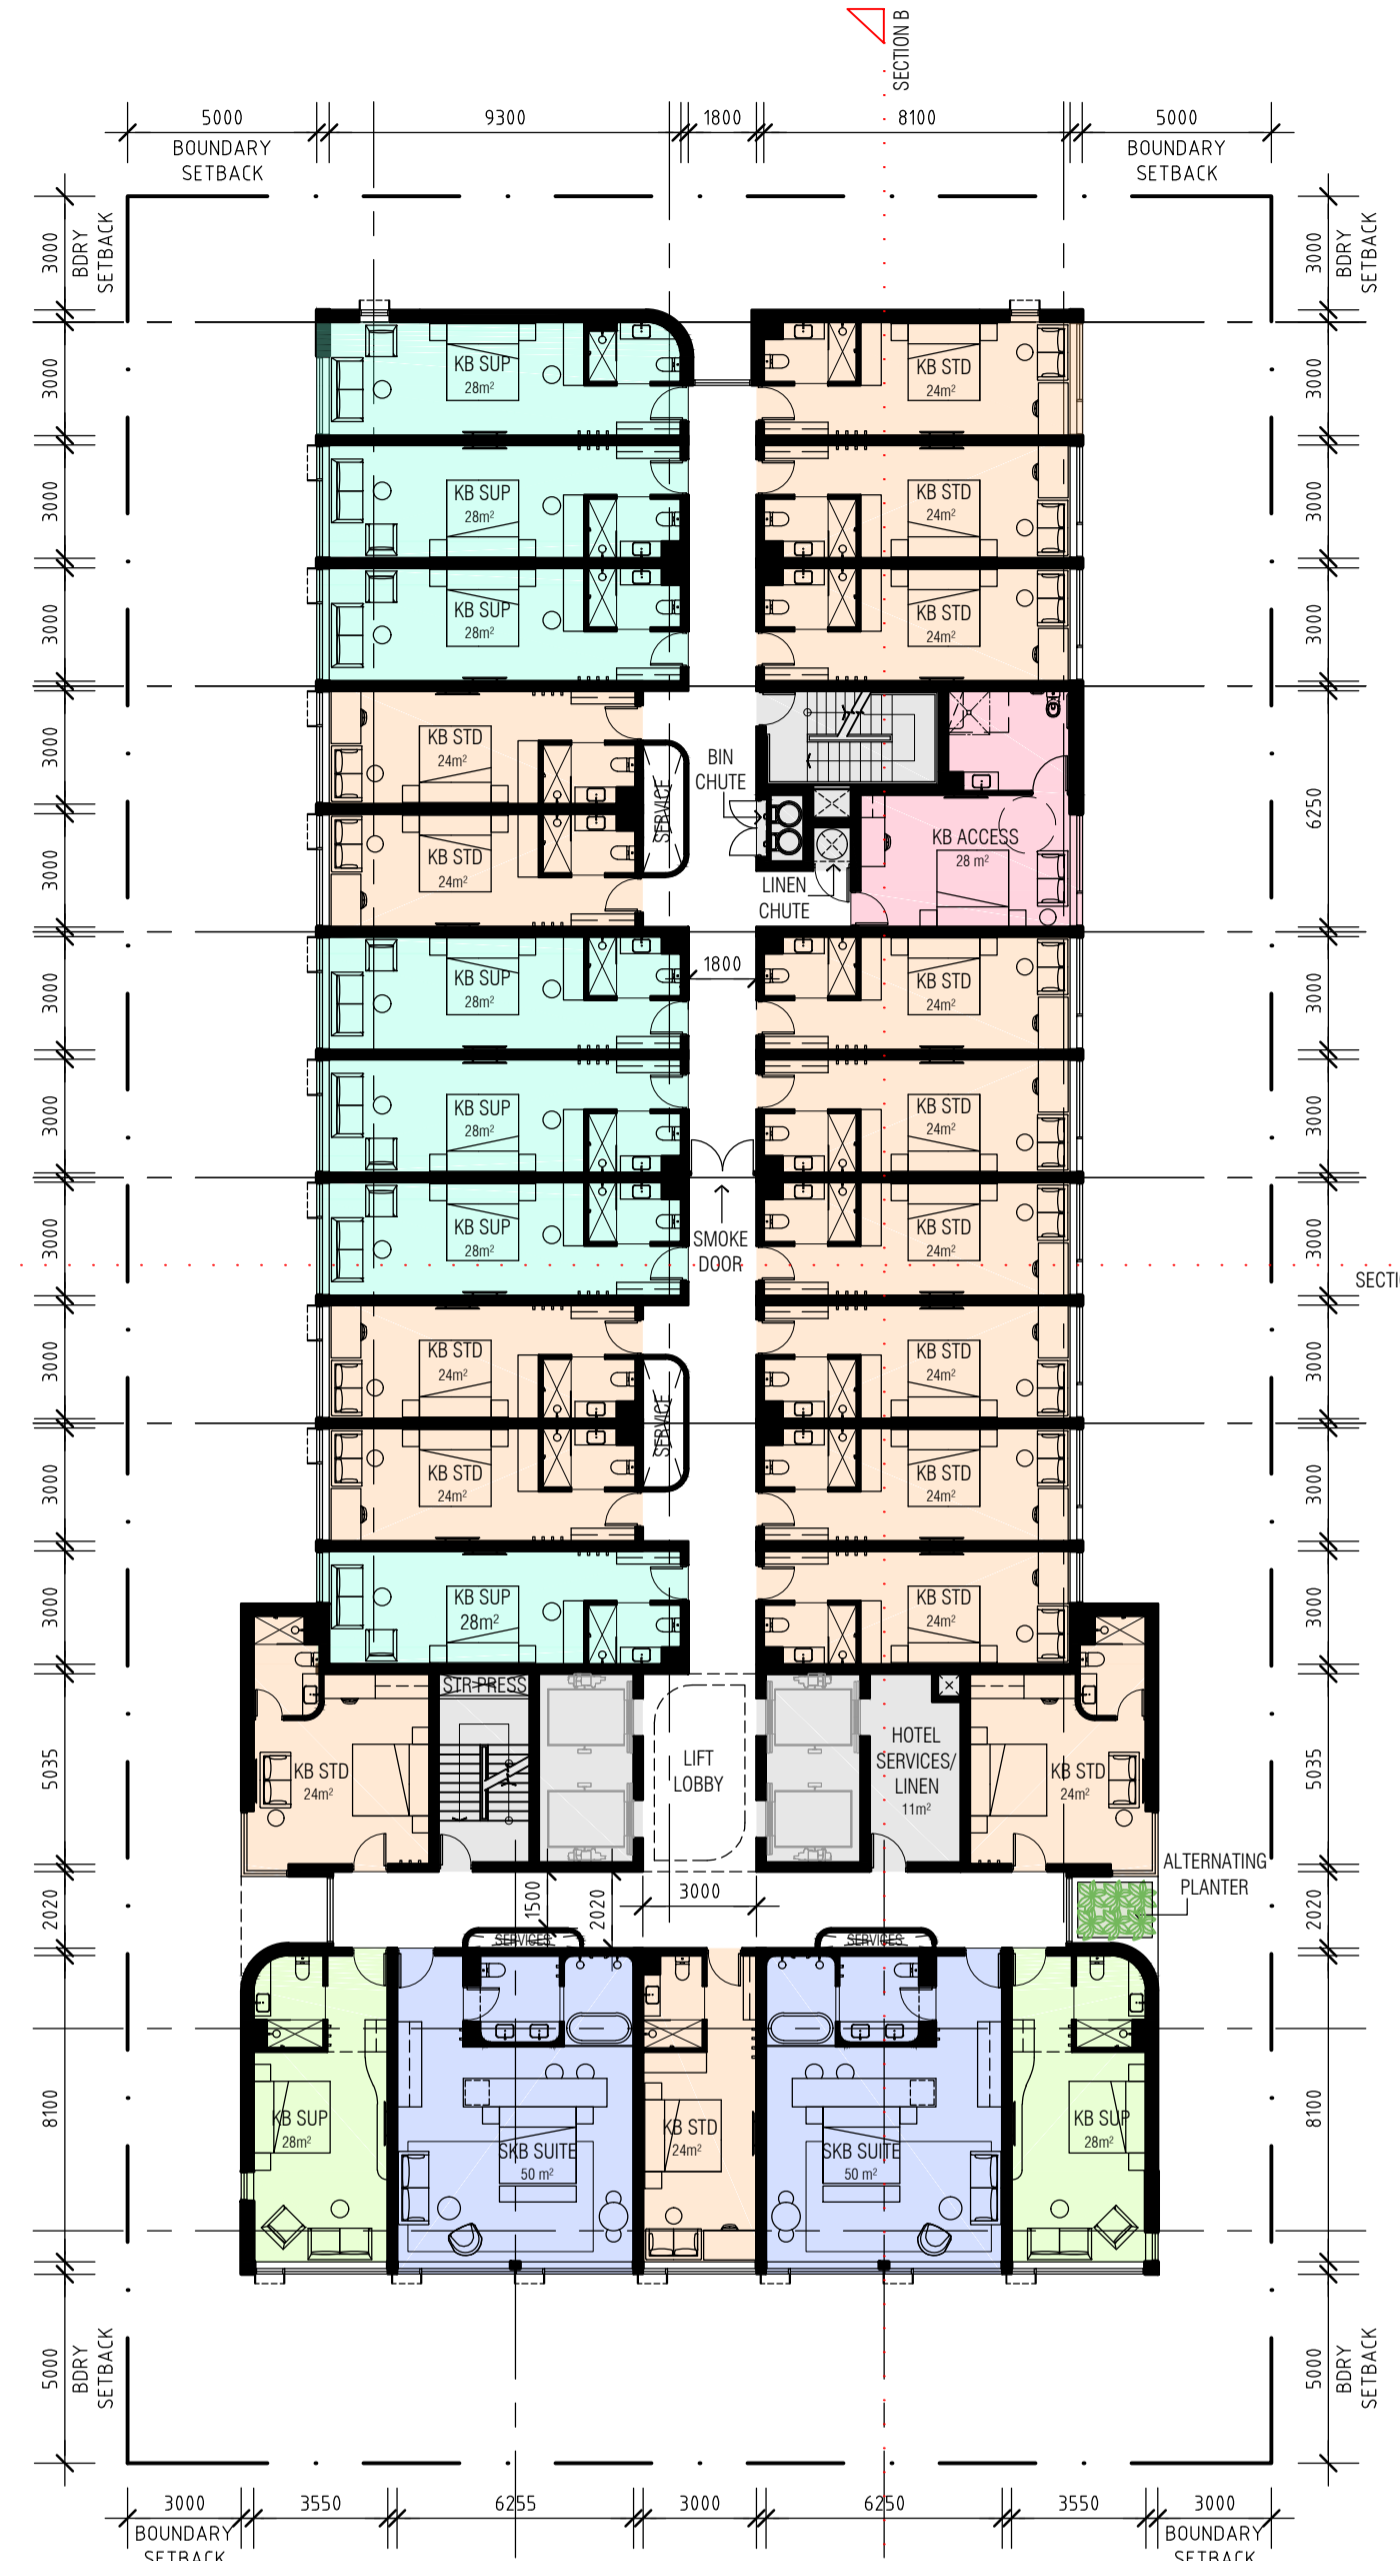 SECTION B
5000
9300
1800
8100
5000
BOUNDARY
SETBACK
BOUNDARY
SETBACK
3000
BDRY
SETBACK
3000
BDRY
SETBACK
3000
KB SUP
28m²
KB STD
24m²
3000
3000
KB SUP
28m²
KB STD
24m²
3000
3000
KB SUP
28m²
KB STD
24m²
3000
3000
KB STD
24m²
BIN
CHUTE
SERVICE
6250
3000
KB STD
24m²
KB ACCESS
28 m²
LINEN
CHUTE
3000
KB SUP
28m²
1800
KB STD
24m²
3000
3000
KB SUP
28m²
KB STD
24m²
3000
3000
KB SUP
28m²
SMOKE
DOOR
KB STD
24m²
3000
SECTI
3000
KB STD
24m²
KB STD
24m²
3000
SERVICE
3000
KB STD
24m²
KB STD
24m²
3000
3000
KB SUP
28m²
KB STD
24m²
3000
STR PRESS
5035
KB STD
24m²
LIFT
LOBBY
HOTEL
SERVICES/
LINEN
11m²
KB STD
24m²
5035
ALTERNATING
PLANTER
2020
1500
2020
3000
2020
SERVICES
SERVICES
8100
KB SUP
28m²
SKB SUITE
50 m²
KB STD
24m²
SKB SUITE
50 m²
KB SUP
28m²
8100
5000
BDRY
SETBACK
5000
BDRY
SETBACK
3000
3550
6255
3000
6250
3550
3000
BOUNDARY
SETBACK
BOUNDARY
SETBACK